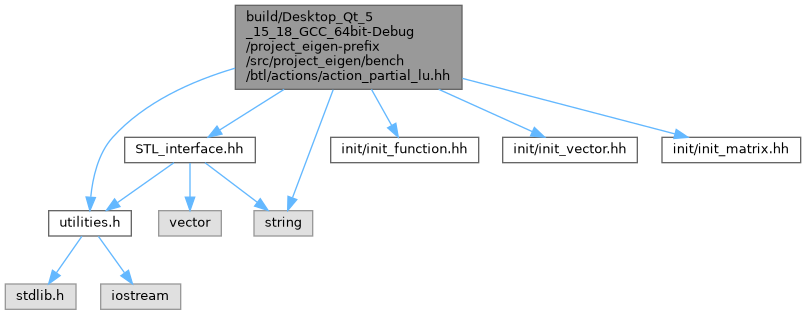 build/Desktop_Qt_5
_15_18_GCC_64bit-Debug
/project_eigen-prefix
/src/project_eigen/bench
/btl/actions/action_partial_lu.hh
STL_interface.hh
init/init_function.hh
init/init_vector.hh
init/init_matrix.hh
utilities.h
vector
string
stdlib.h
iostream